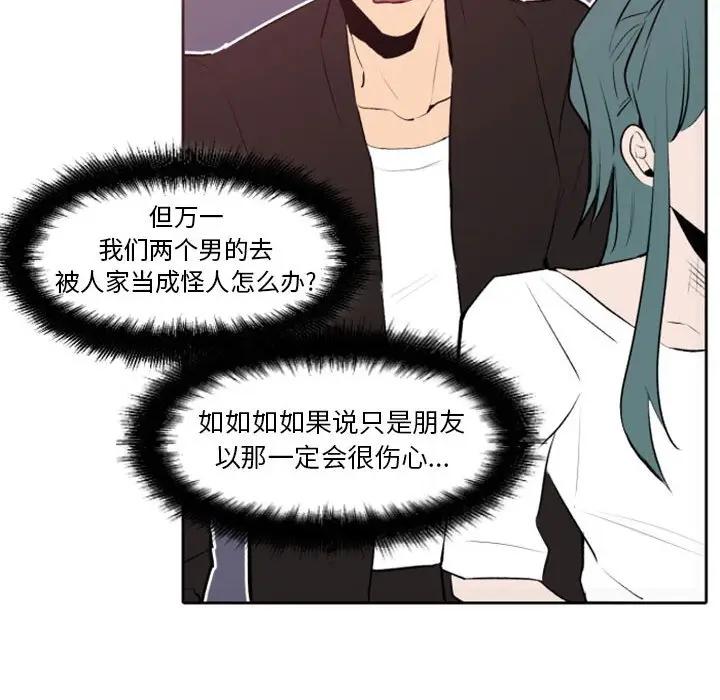 但万一
我们两个男的去
被人家当成怪人怎么办?
如如如如果说只是朋友
以那一定会很伤心...